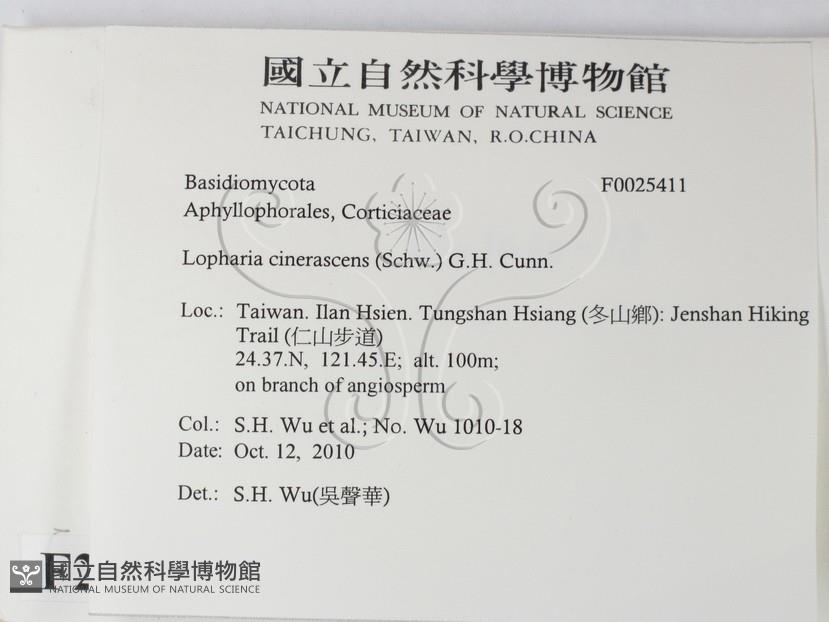 國立自然科學博物館
NATIONAL MUSEUM OF NATURAL SCIENCE
TAICHUNG, TAIWAN, R.O.CHINA
Basidiomycota F0025411
Aphyllophorales, Corticiaceae
Lopharia cinerascens (Schw.) G.H. Cunn.
Loc.: Taiwan. Ilan Hsien. Tungshan Hsiang (冬山鄉): Jenshan Hiking
Trail (仁山步道)
24.37.N, 121.45.E; alt. 100m;
on branch of angiosperm
Col.: S.H. Wu et al.; No. Wu 1010-18
Date: Oct. 12, 2010
Det.: S.H. Wu(吳聲華)
F2
國立自然科學博物館
NATIONAL MUSEUM OF NATURAL SCIENCE